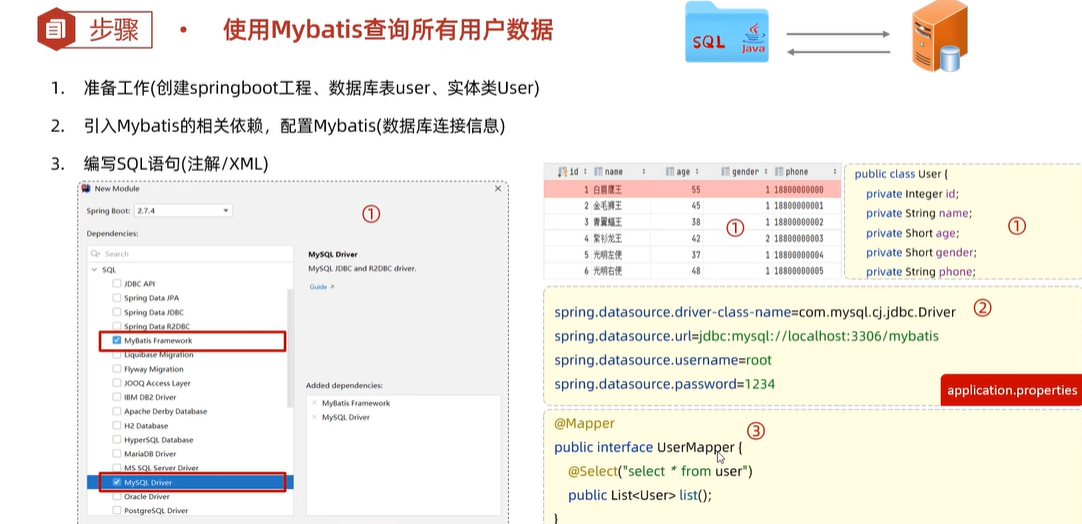 步骤
使用Mybatis查询所有用户数据
SQL
Java
1. 准备工作(创建springboot工程、数据库表user、实体类User)
2. 引入Mybatis的相关依赖，配置Mybatis(数据库连接信息)
3. 编写SQL语句(注解/XML)
New Module
Spring Boot: 2.7.4
①
Dependencies:
Search
SQL
JDBC API
Spring Data JPA
Spring Data JDBC
Spring Data R2DBC
MyBatis Framework
Liquibase Migration
Flyway Migration
JOOQ Access Layer
IBM DB2 Driver
Apache Derby Database
H2 Database
HyperSQL Database
MariaDB Driver
MS SQL Server Driver
MySQL Driver
Oracle Driver
PostgreSQL Driver
MySQL Driver
MySQL JDBC and R2DBC driver.
Guide
Added dependencies:
MyBatis Framework
MySQL Driver
id name age gender phone
1 白眉鹰王 55 1 18800000000
2 金毛狮王 45 1 18800000001
3 青翼蝠王 38 1 18800000002
4 紫衫龙王 42 2 18800000003
5 光明左使 37 1 18800000004
6 光明右使 48 1 18800000005
①
public class User {
private Integer id;
private String name;
private Short age;
private Short gender;
private String phone;
①
spring.datasource.driver-class-name=com.mysql.cj.jdbc.Driver
spring.datasource.url=jdbc:mysql://localhost:3306/mybatis
spring.datasource.username=root
spring.datasource.password=1234
②
application.properties
@Mapper
public interface UserMapper {
@Select("select * from user")
public List<User> list();
}
③